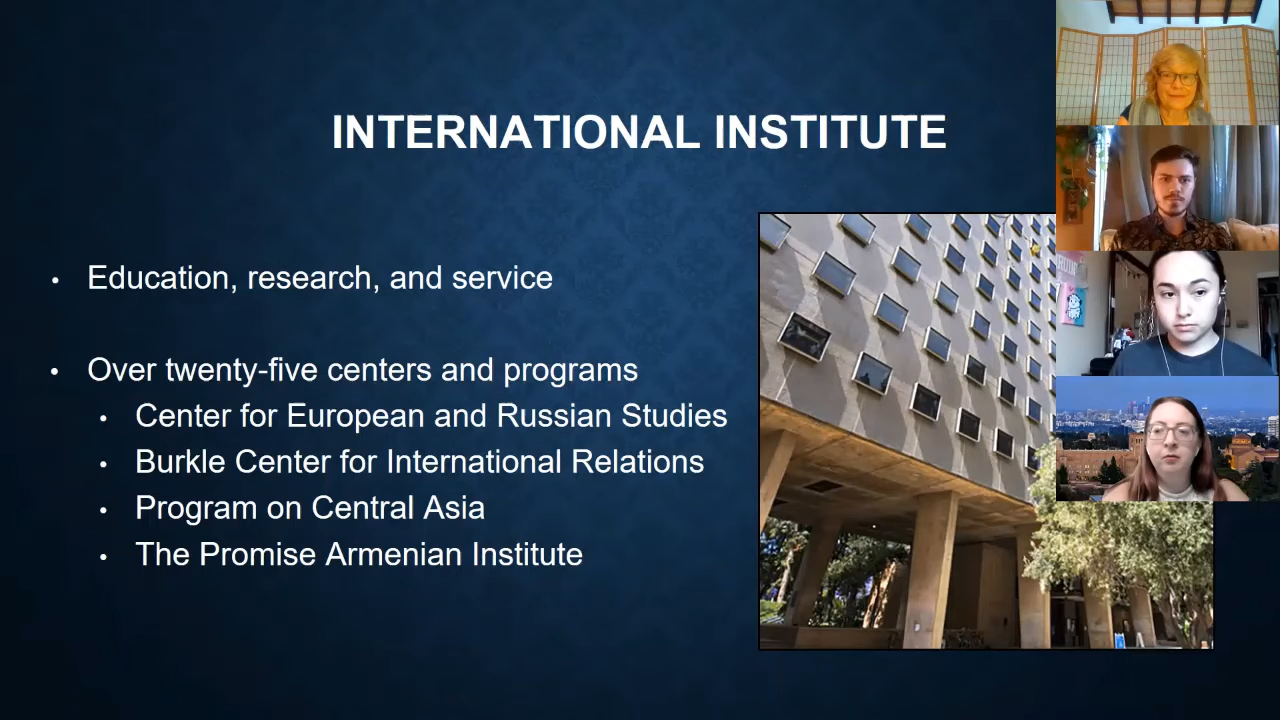 INTERNATIONAL INSTITUTE
• Education, research, and service
• Over twenty-five centers and programs
• Center for European and Russian Studies
• Burkle Center for International Relations
• Program on Central Asia
• The Promise Armenian Institute